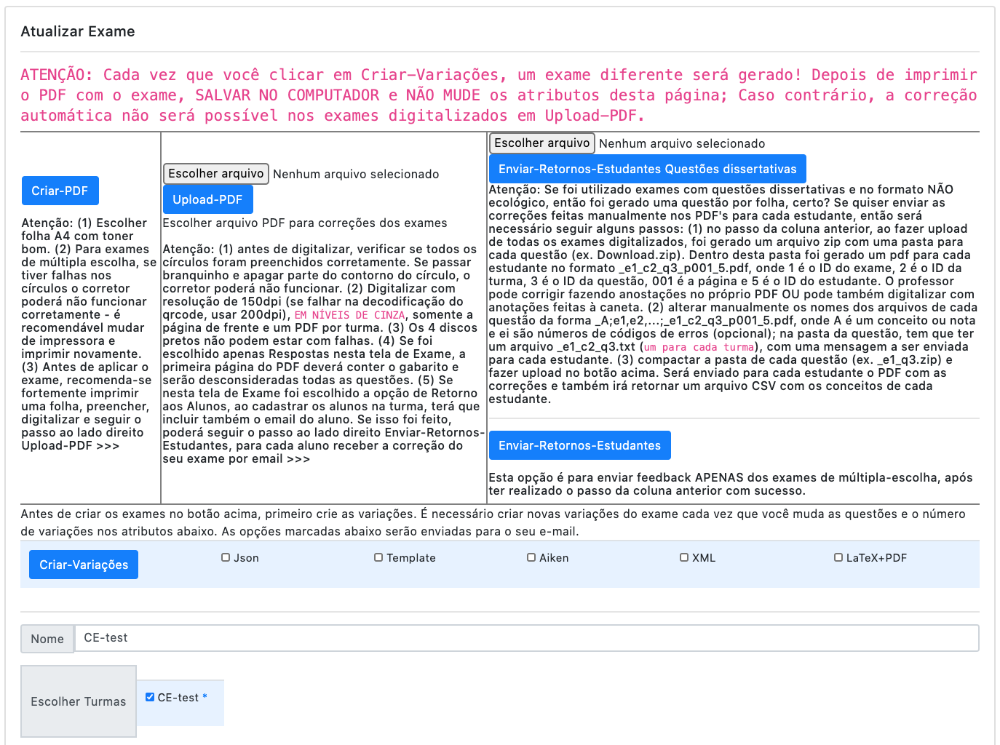 Atualizar Exame
ATENÇÃO: Cada vez que você clicar em Criar-Variações, um exame diferente será gerado! Depois de imprimir
o PDF com o exame, SALVAR NO COMPUTADOR e NÃO MUDE os atributos desta página; Caso contrário, a correção
automática não será possível nos exames digitalizados em Upload-PDF.
Criar-PDF
Atenção: (1) Escolher
folha A4 com toner
bom. (2) Para exames
de múltipla escolha, se
tiver falhas nos
círculos o corretor
poderá não funcionar
corretamente - é
recomendável mudar
de impressora e
imprimir novamente.
(3) Antes de aplicar o
exame, recomenda-se
fortemente imprimir
uma folha, preencher,
digitalizar e seguir o
passo ao lado direito
Upload-PDF >>>
Escolher arquivo Nenhum arquivo selecionado
Upload-PDF
Escolher arquivo PDF para correções dos exames
Atenção: (1) antes de digitalizar, verificar se todos os
círculos foram preenchidos corretamente. Se passar
branquinho e apagar parte do contorno do círculo, o
corretor poderá não funcionar. (2) Digitalizar com
resolução de 150dpi (se falhar na decodificação do
qrcode, usar 200dpi), EM NÍVEIS DE CINZA, somente a
página de frente e um PDF por turma. (3) Os 4 discos
pretos não podem estar com falhas. (4) Se foi
escolhido apenas Respostas nesta tela de Exame, a
primeira página do PDF deverá conter o gabarito e
serão desconsideradas todas as questões. (5) Se
nesta tela de Exame foi escolhido a opção de Retorno
aos Alunos, ao cadastrar os alunos na turma, terá que
incluir também o email do aluno. Se isso foi feito,
poderá seguir o passo ao lado direito Enviar-Retornos-
Estudantes, para cada aluno receber a correção do
seu exame por email >>>
Escolher arquivo Nenhum arquivo selecionado
Enviar-Retornos-Estudantes Questões dissertativas
Atenção: Se foi utilizado exames com questões dissertativas e no formato NÃO
ecológico, então foi gerado uma questão por folha, certo? Se quiser enviar as
correções feitas manualmente nos PDF's para cada estudante, então será
necessário seguir alguns passos: (1) no passo da coluna anterior, ao fazer upload
de todas os exames digitalizados, foi gerado um arquivo zip com uma pasta para
cada questão (ex. Download.zip). Dentro desta pasta foi gerado um pdf para cada
estudante no formato _e1_c2_q3_p001_5.pdf, onde 1 é o ID do exame, 2 é o ID da
turma, 3 é o ID da questão, 001 é a página e 5 é o ID do estudante. O professor
pode corrigir fazendo anostações no próprio PDF OU pode também digitalizar com
anotações feitas à caneta. (2) alterar manualmente os nomes dos arquivos de cada
questão da forma _A;e1,e2,...;_e1_c2_q3_p001_5.pdf, onde A é um conceito ou nota
e ei são números de códigos de erros (opcional); na pasta da questão, tem que ter
um arquivo _e1_c2_q3.txt (um para cada turma), com uma mensagem a ser enviada
para cada estudante. (3) compactar a pasta de cada questão (ex. _e1_q3.zip) e
fazer upload no botão acima. Será enviado para cada estudante o PDF com as
correções e também irá retornar um arquivo CSV com os conceitos de cada
estudante.
Enviar-Retornos-Estudantes
Esta opção é para enviar feedback APENAS dos exames de múltipla-escolha, após
ter realizado o passo da coluna anterior com sucesso.
Antes de criar os exames no botão acima, primeiro crie as variações. É necessário criar novas variações do exame cada vez que você muda as questões e o número
de variações nos atributos abaixo. As opções marcadas abaixo serão enviadas para o seu e-mail.
Criar-Variações Json Template Aiken XML LaTeX+PDF
Nome CE-test
Escolher Turmas CE-test *